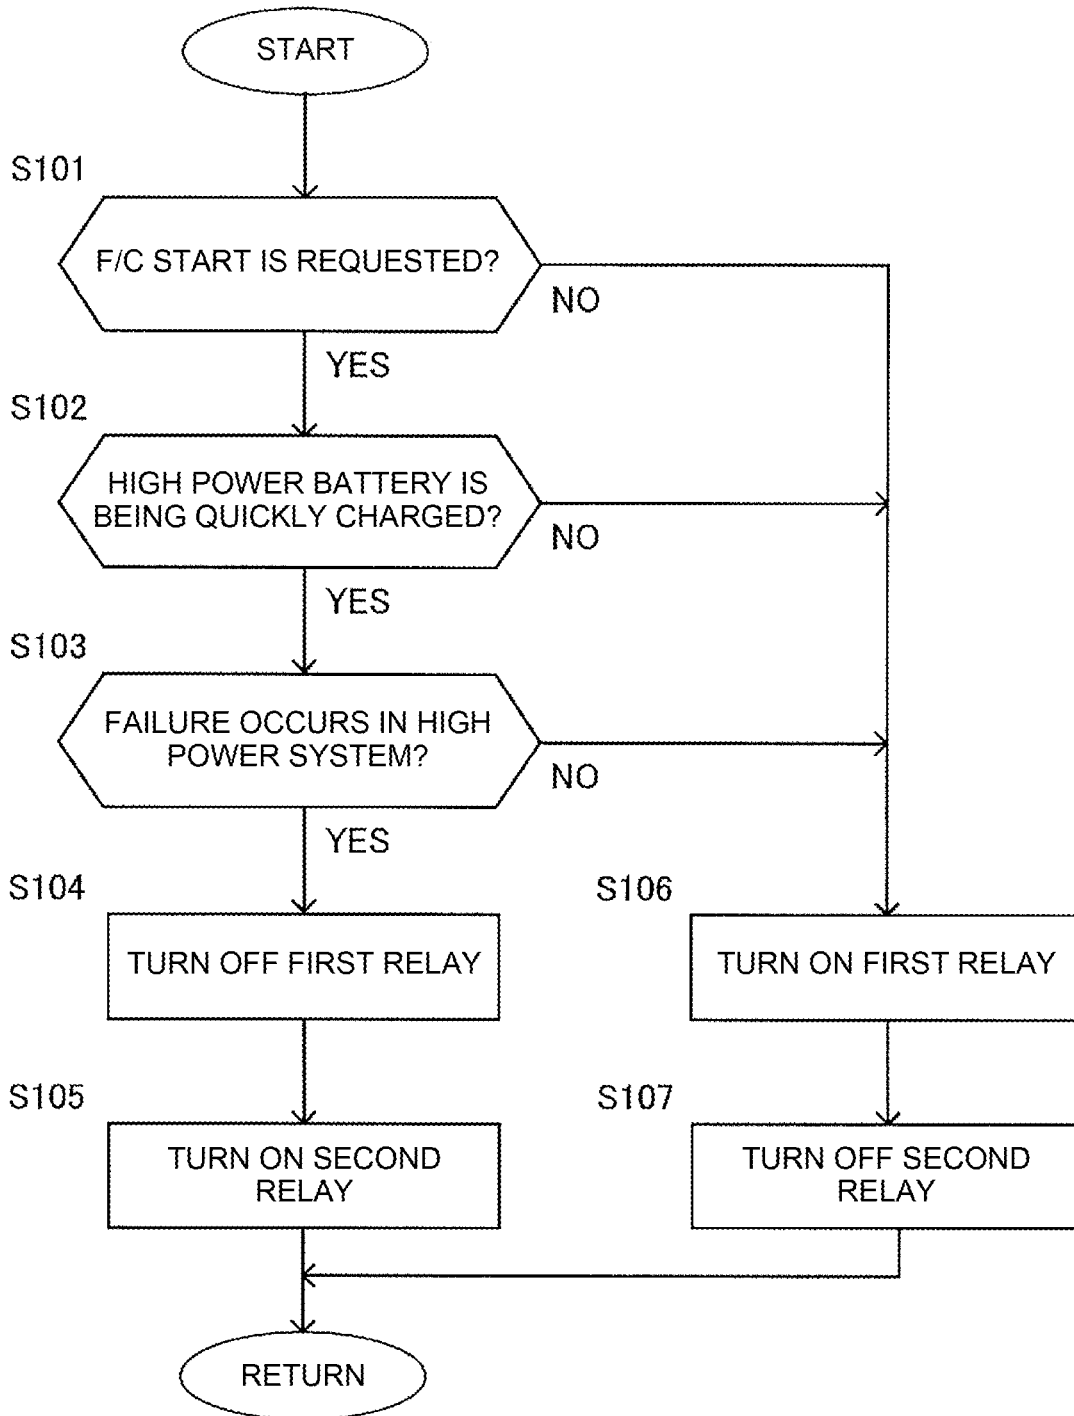 START
S101
F/C START IS REQUESTED?
NO
YES
S102
HIGH POWER BATTERY IS
BEING QUICKLY CHARGED?
NO
YES
S103
FAILURE OCCURS IN HIGH
POWER SYSTEM?
NO
YES
S104
TURN OFF FIRST RELAY
S106
TURN ON FIRST RELAY
S105
TURN ON SECOND
RELAY
S107
TURN OFF SECOND
RELAY
RETURN